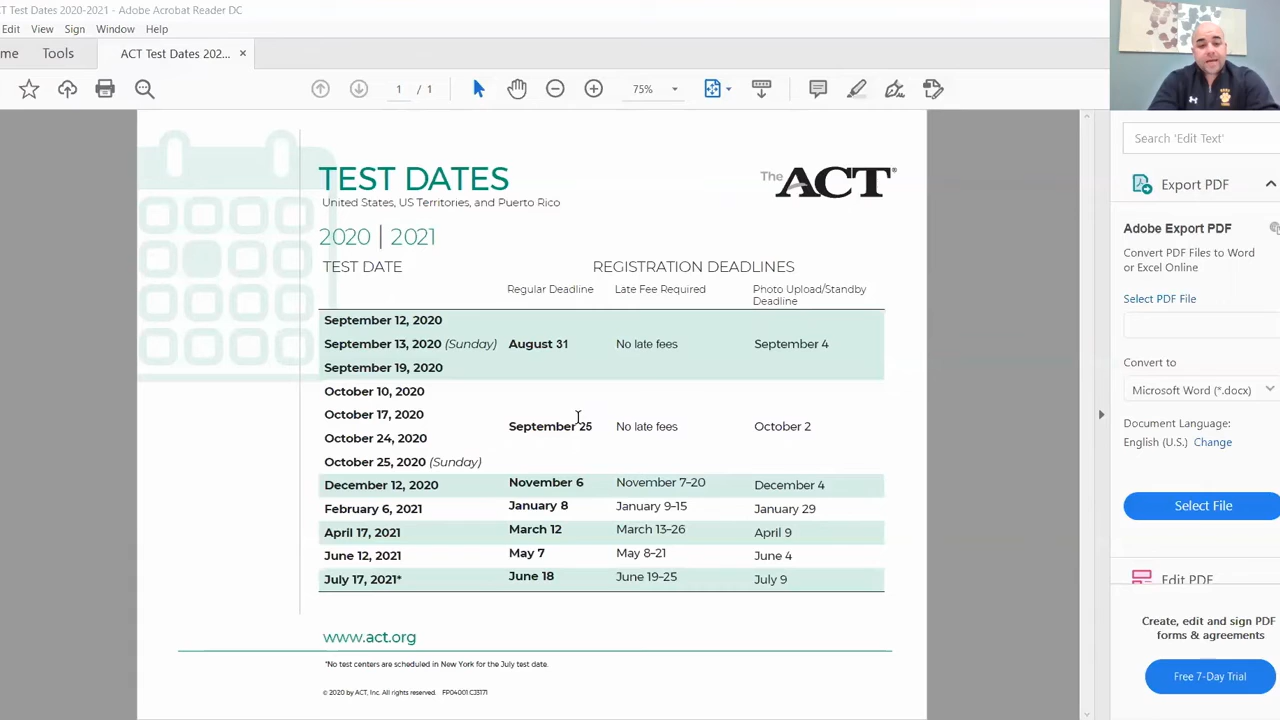 CT Test Dates 2020-2021 - Adobe Acrobat Reader DC
Edit View Sign Window Help
me Tools ACT Test Dates 202... ×
1 / 1 75%
TEST DATES
United States, US Territories, and Puerto Rico
The ACT®
2020 | 2021
TEST DATE REGISTRATION DEADLINES
Regular Deadline Late Fee Required Photo Upload/Standby
Deadline
September 12, 2020
September 13, 2020 (Sunday) August 31 No late fees September 4
September 19, 2020
October 10, 2020
October 17, 2020
September 25 No late fees October 2
October 24, 2020
October 25, 2020 (Sunday)
December 12, 2020 November 6 November 7–20 December 4
February 6, 2021 January 8 January 9–15 January 29
April 17, 2021 March 12 March 13–26 April 9
June 12, 2021 May 7 May 8–21 June 4
July 17, 2021* June 18 June 19–25 July 9
www.act.org
*No test centers are scheduled in New York for the July test date.
© 2020 by ACT, Inc. All rights reserved. FP04001 CJ3171
Search 'Edit Text'
Export PDF
Adobe Export PDF
Convert PDF Files to Word
or Excel Online
Select PDF File
Convert to
Microsoft Word (*.docx)
Document Language:
English (U.S.) Change
Select File
Edit PDF
Create, edit and sign PDF
forms & agreements
Free 7-Day Trial